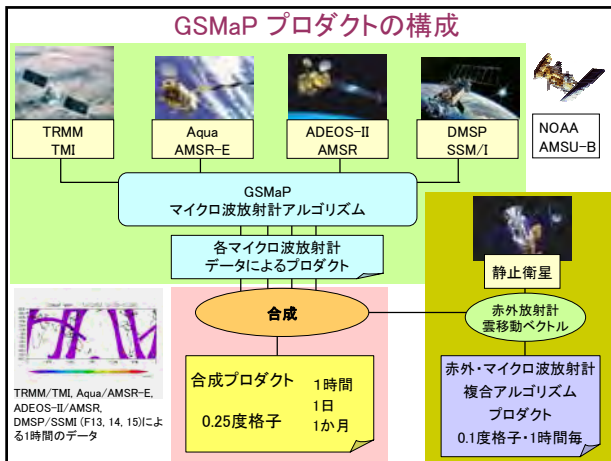 GSMaP プロダクトの構成
TRMM
TMI
Aqua
AMSR-E
ADEOS-II
AMSR
DMSP
SSM/I
NOAA
AMSU-B
GSMaP
マイクロ波放射計アルゴリズム
各マイクロ波放射計
データによるプロダクト
静止衛星
合成
赤外放射計
雲移動ベクトル
TRMM/TMI, Aqua/AMSR-E,
ADEOS-II/AMSR,
DMSP/SSMI (F13, 14, 15)によ
る1時間のデータ
合成プロダクト
0.25度格子
1時間
1日
1か月
赤外・マイクロ波放射計
複合アルゴリズム
プロダクト
0.1度格子・1時間毎